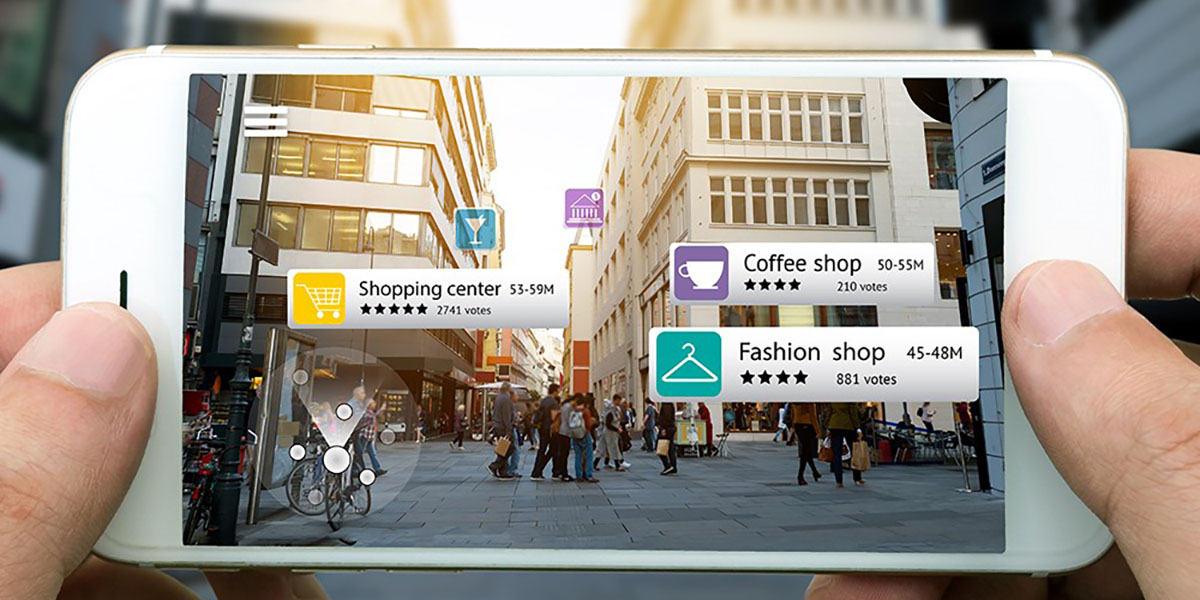 Shopping center 53-59M
2741 votes
Coffee shop 50-55M
210 votes
Fashion shop 45-48M
881 votes